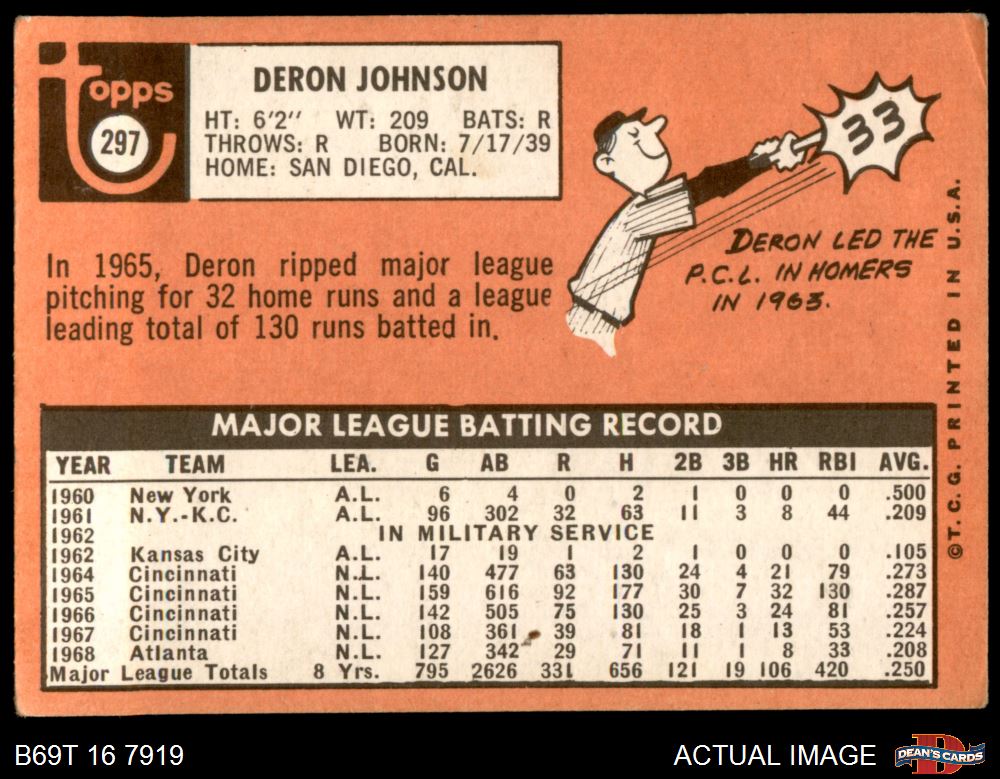 Topps
297
DERON JOHNSON
HT: 6'2" WT: 209 BATS: R
THROWS: R BORN: 7/17/39
HOME: SAN DIEGO, CAL.
33
DERON LED THE
P.C.L. IN HOMERS
IN 1963.
In 1965, Deron ripped major league
pitching for 32 home runs and a league
leading total of 130 runs batted in.
©T.C.G. PRINTED IN U.S.A.
MAJOR LEAGUE BATTING RECORD
YEAR TEAM LEA. G AB R H 2B 3B HR RBI AVG.
1960 New York A.L. 6 4 0 2 1 0 0 0 .500
1961 N.Y.-K.C. A.L. 96 302 32 63 11 3 8 44 .209
1962 IN MILITARY SERVICE
1962 Kansas City A.L. 17 19 1 2 1 0 0 0 .105
1964 Cincinnati N.L. 140 477 63 130 24 4 21 79 .273
1965 Cincinnati N.L. 159 616 92 177 30 7 32 130 .287
1966 Cincinnati N.L. 142 505 75 130 25 3 24 81 .257
1967 Cincinnati N.L. 108 361 39 81 18 1 13 53 .224
1968 Atlanta N.L. 127 342 29 71 11 1 8 33 .208
Major League Totals 8 Yrs. 795 2626 331 656 121 19 106 420 .250
B69T 16 7919
ACTUAL IMAGE
DEAN'S CARDS